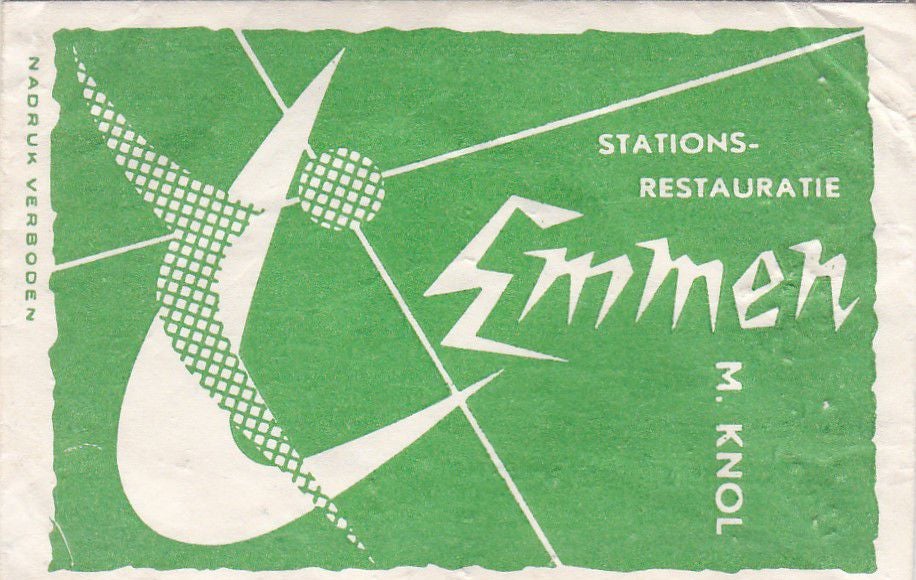 NADRUK VERBODEN
STATIONS-
RESTAURATIE
Emmen
M. KNOL